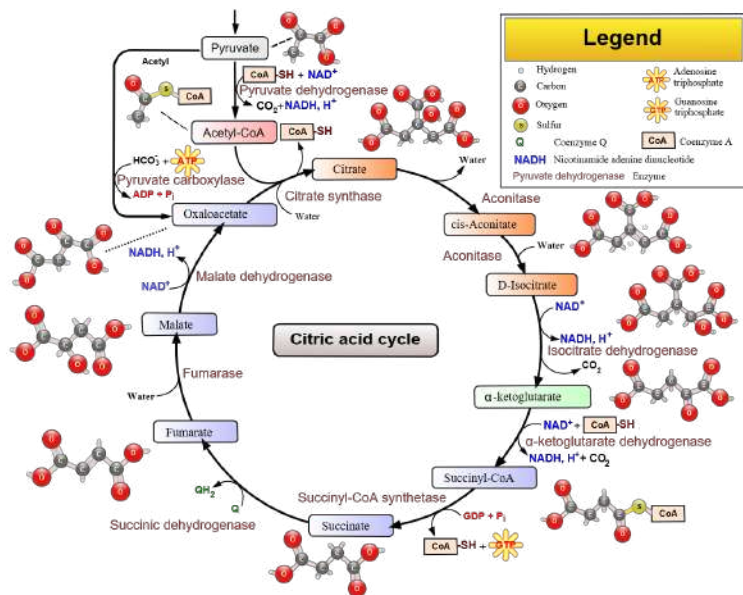 Pyruvate
Acetyl
CoA -SH + NAD⁺
Pyruvate dehydrogenase
CO₂+NADH, H⁺
S CoA
Acetyl-CoA
CoA -SH
HCO₃⁻ + ATP
Pyruvate carboxylase
ADP + Pᵢ
Oxaloacetate
Citrate synthase
Water
Citrate
Water
Aconitase
cis-Aconitate
Aconitase
Water
D-Isocitrate
NAD⁺
NADH, H⁺
Isocitrate dehydrogenase
CO₂
α-ketoglutarate
NAD⁺+ CoA -SH
α-ketoglutarate dehydrogenase
NADH, H⁺+ CO₂
Succinyl-CoA
S CoA
Succinyl-CoA synthetase
GDP + Pᵢ
CoA -SH + GTP
Succinate
QH₂
Q
Succinic dehydrogenase
Fumarate
Water
Fumarase
Malate
NADH, H⁺
NAD⁺
Malate dehydrogenase
Citric acid cycle
Legend
Hydrogen
C Carbon
O Oxygen
S Sulfur
Q Coenzyme Q
NADH Nicotinamide adenine dinucleotide
Pyruvate dehydrogenase Enzyme
ATP Adenosine triphosphate
GTP Guanosine triphosphate
CoA Coenzyme A